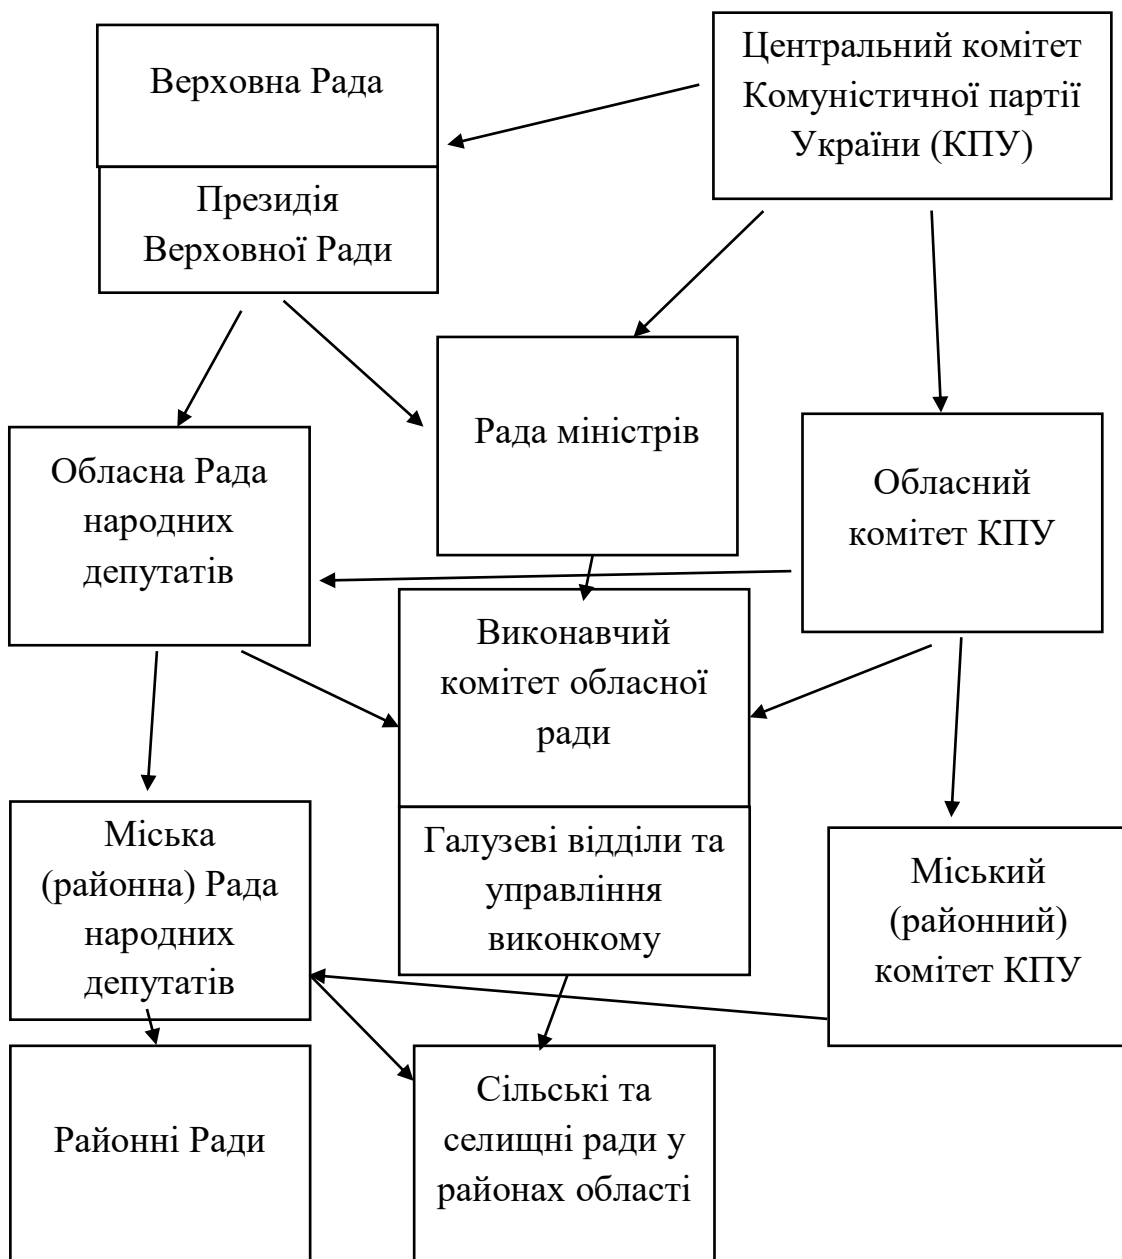 Верховна Рада
Президія
Верховної Ради
Центральний комітет
Комуністичної партії
України (КПУ)
Рада міністрів
Обласна Рада
народних
депутатів
Обласний
комітет КПУ
Виконавчий
комітет обласної
ради
Галузеві відділи та
управління
виконкому
Міська
(районна) Рада
народних
депутатів
Міський
(районний)
комітет КПУ
Районні Ради
Сільські та
селищні ради у
районах області